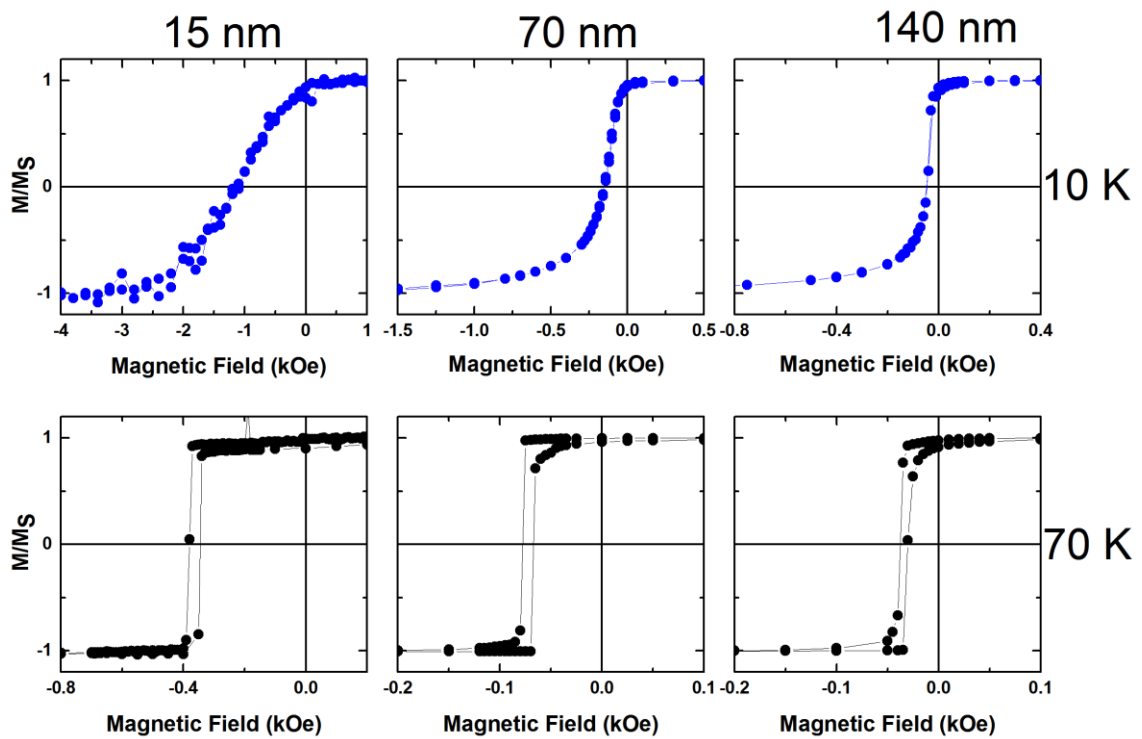 15 nm 70 nm 140 nm
1
0
-1
M/MS
-4 -3 -2 -1 0 1
Magnetic Field (kOe)
-1.5 -1.0 -0.5 0.0 0.5
Magnetic Field (kOe)
-0.8 -0.4 0.0 0.4
Magnetic Field (kOe)
10 K
1
0
-1
M/MS
-0.8 -0.4 0.0
Magnetic Field (kOe)
-0.2 -0.1 0.0 0.1
Magnetic Field (kOe)
-0.2 -0.1 0.0 0.1
Magnetic Field (kOe)
70 K